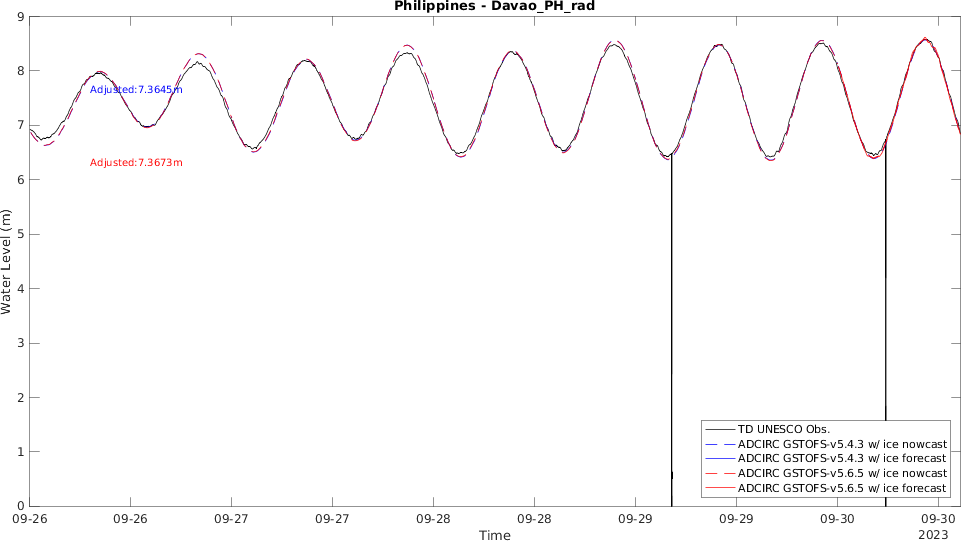 Philippines - Davao_PH_rad
9
8
7
6
5
4
3
2
1
0
Water Level (m)
Adjusted:7.3645m
Adjusted:7.3673m
TD UNESCO Obs.
ADCIRC GSTOFS-v5.4.3 w/ ice nowcast
ADCIRC GSTOFS-v5.4.3 w/ ice forecast
ADCIRC GSTOFS-v5.6.5 w/ ice nowcast
ADCIRC GSTOFS-v5.6.5 w/ ice forecast
09-26 09-26 09-27 09-27 09-28 09-28 09-29 09-29 09-30 09-30
Time
2023